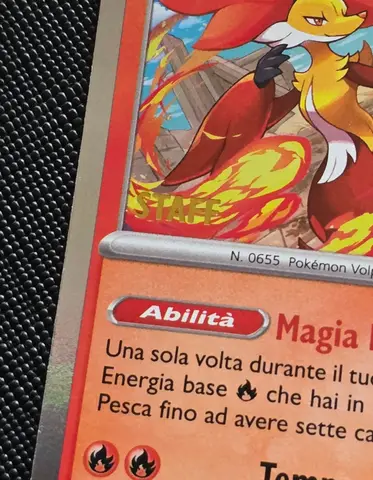 STAFF
N. 0655 Pokémon Volp
Abilità Magia
Una sola volta durante il tuo
Energia base che hai in
Pesca fino ad avere sette ca